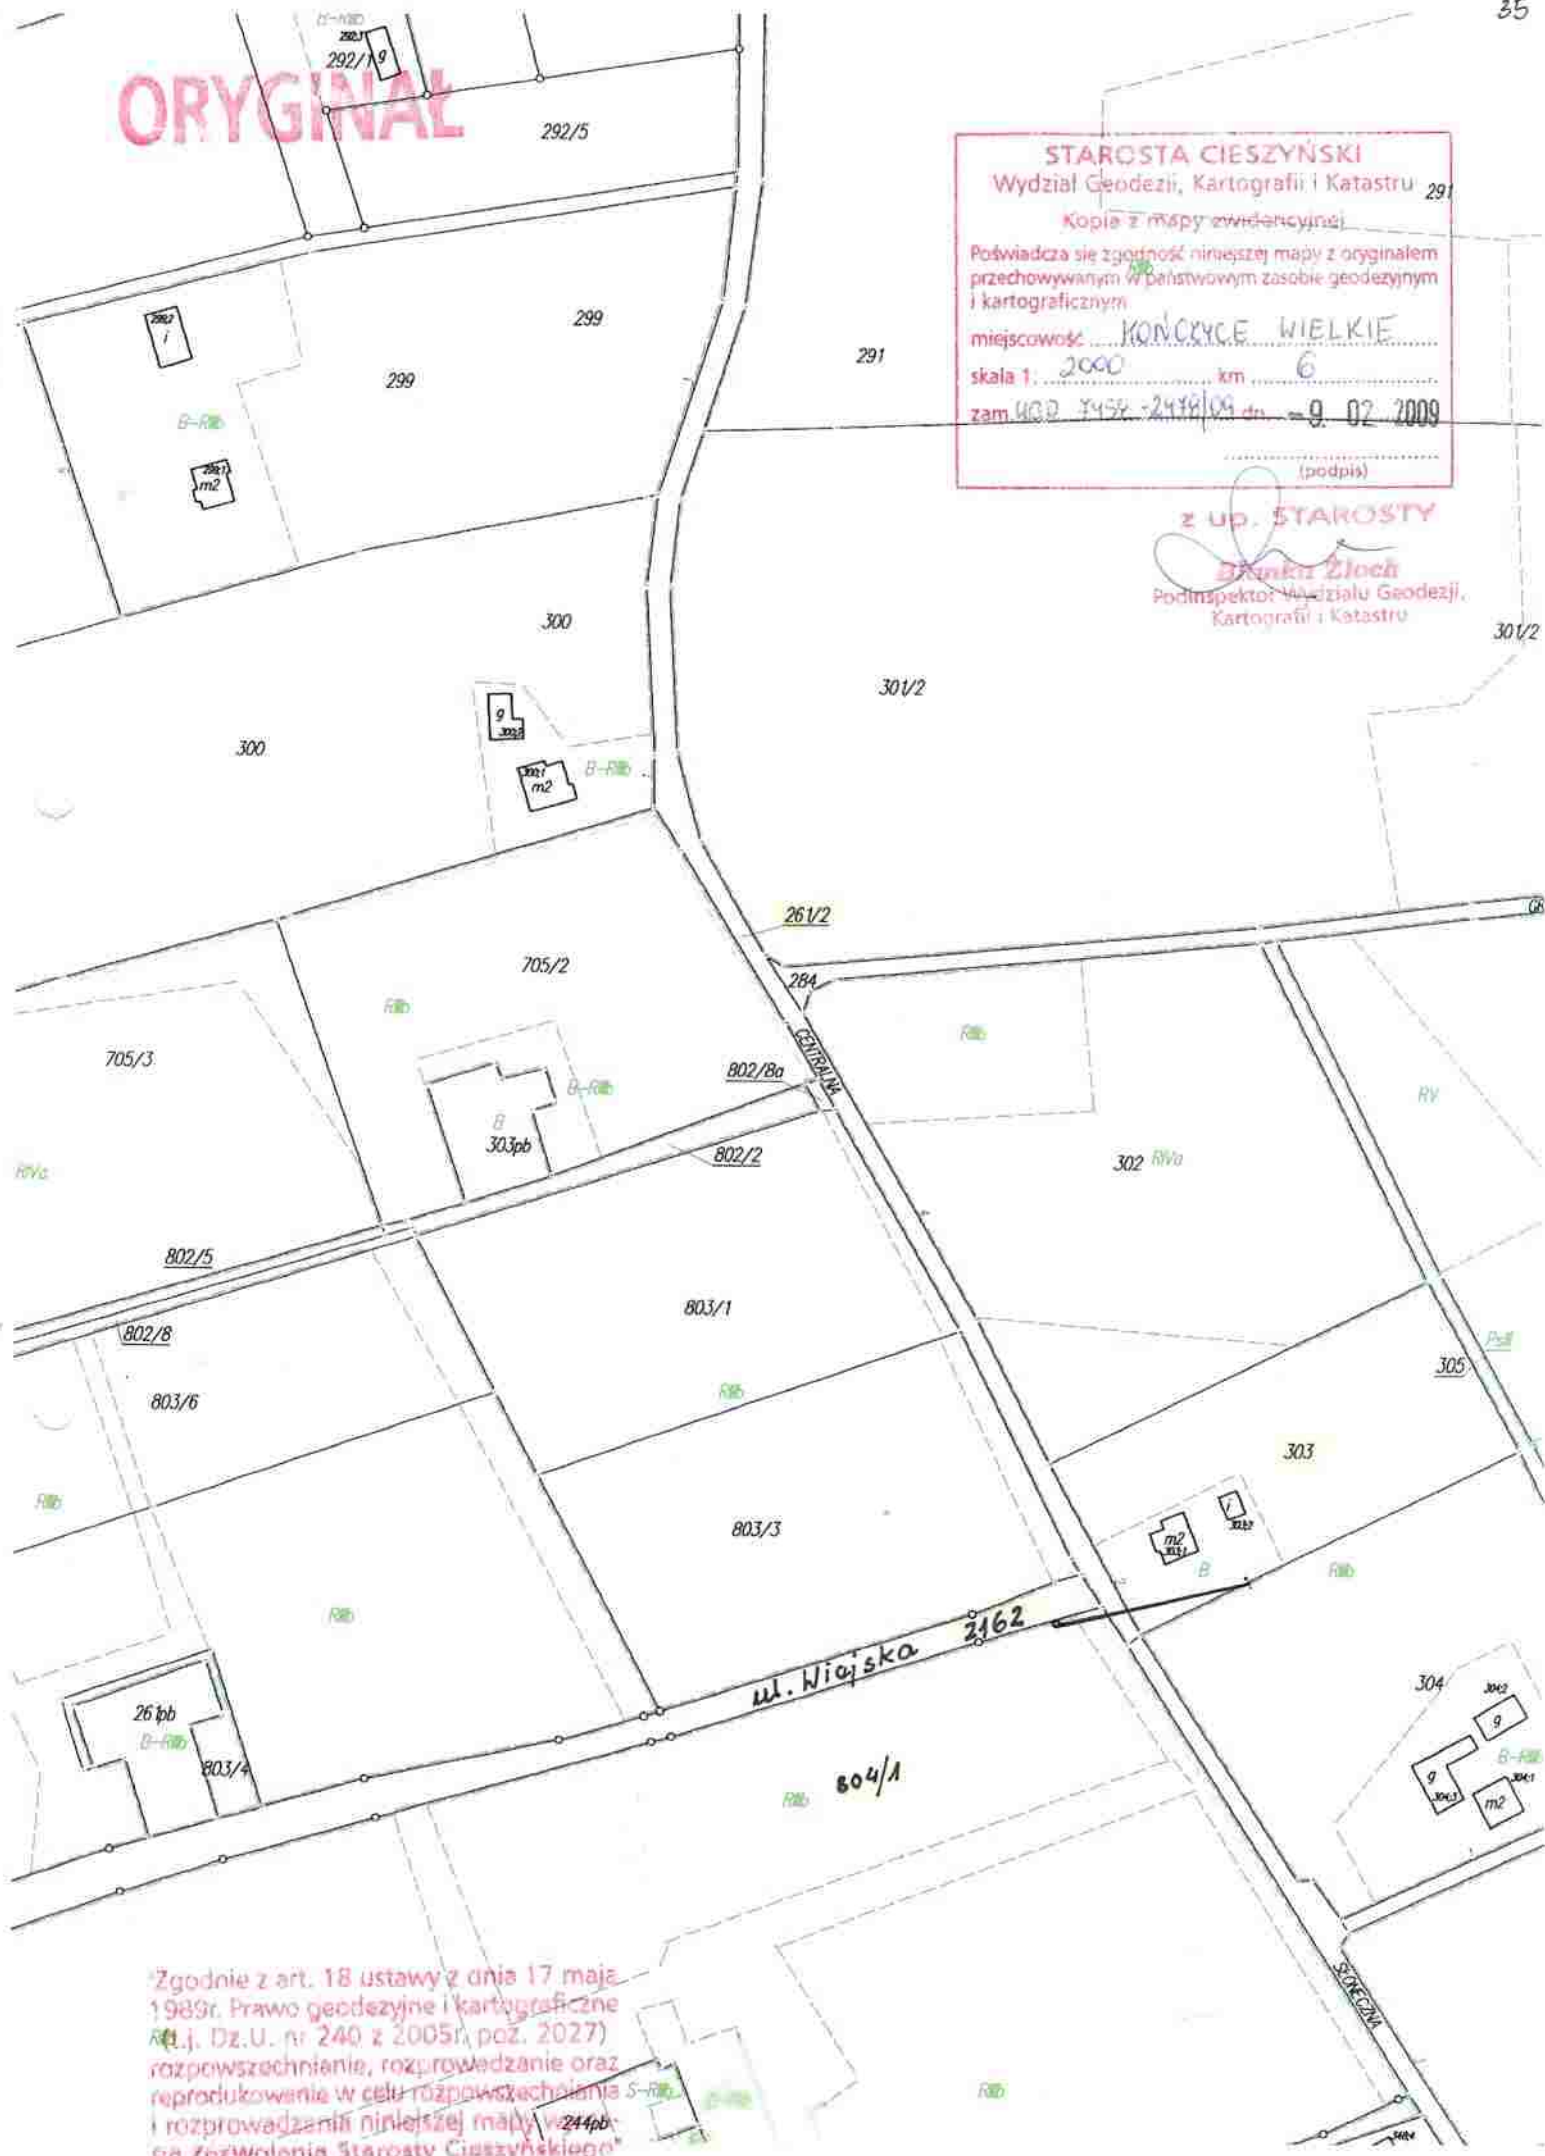 35
B-RIIIb
292/1
g
ORYGINAŁ
292/5
STAROSTA CIESZYŃSKI
Wydział Geodezji, Kartografii i Katastru
291
Kopia z mapy ewidencyjnej
Poświadcza się zgodność niniejszej mapy z oryginałem
przechowywanym w państwowym zasobie geodezyjnym
i kartograficznym
miejscowość KOŃCZYCE WIELKIE
skala 1: 2000 km 6
zam. dn. -9. 02. 2009
(podpis)
z up. STAROSTY
Żłoch
Podinspektor Wydziału Geodezji,
Kartografii i Katastru
299
i
299
291
B-RIIIb
m2
300
301/2
301/2
300
g
B-RIIIb
m2
261/2
705/2
284
RIIIb
RIIIb
CENTRALNA
705/3
802/8a
B-RIIIb
RV
B
303pb
802/2
302 RIVa
RIVa
802/5
803/1
802/8
305
803/6
RIIIb
303
RIIIb
803/3
i
m2
B
RIIIb
RIIIb
ul. Wiejska 2162
304
g
261pb
B-RIIIb
803/4
B-RIIIb
g
m2
RIIIb 804/1
SŁONECZNA
"Zgodnie z art. 18 ustawy z dnia 17 maja
1989r. Prawo geodezyjne i kartograficzne
(t.j. Dz.U. nr 240 z 2005r. poz. 2027)
rozpowszechnianie, rozprowadzanie oraz
reprodukowanie w celu rozpowszechniania
i rozprowadzania niniejszej mapy
zezwolenia Starosty Cieszyńskiego"
S-RIIIb
244pb
RIIIb